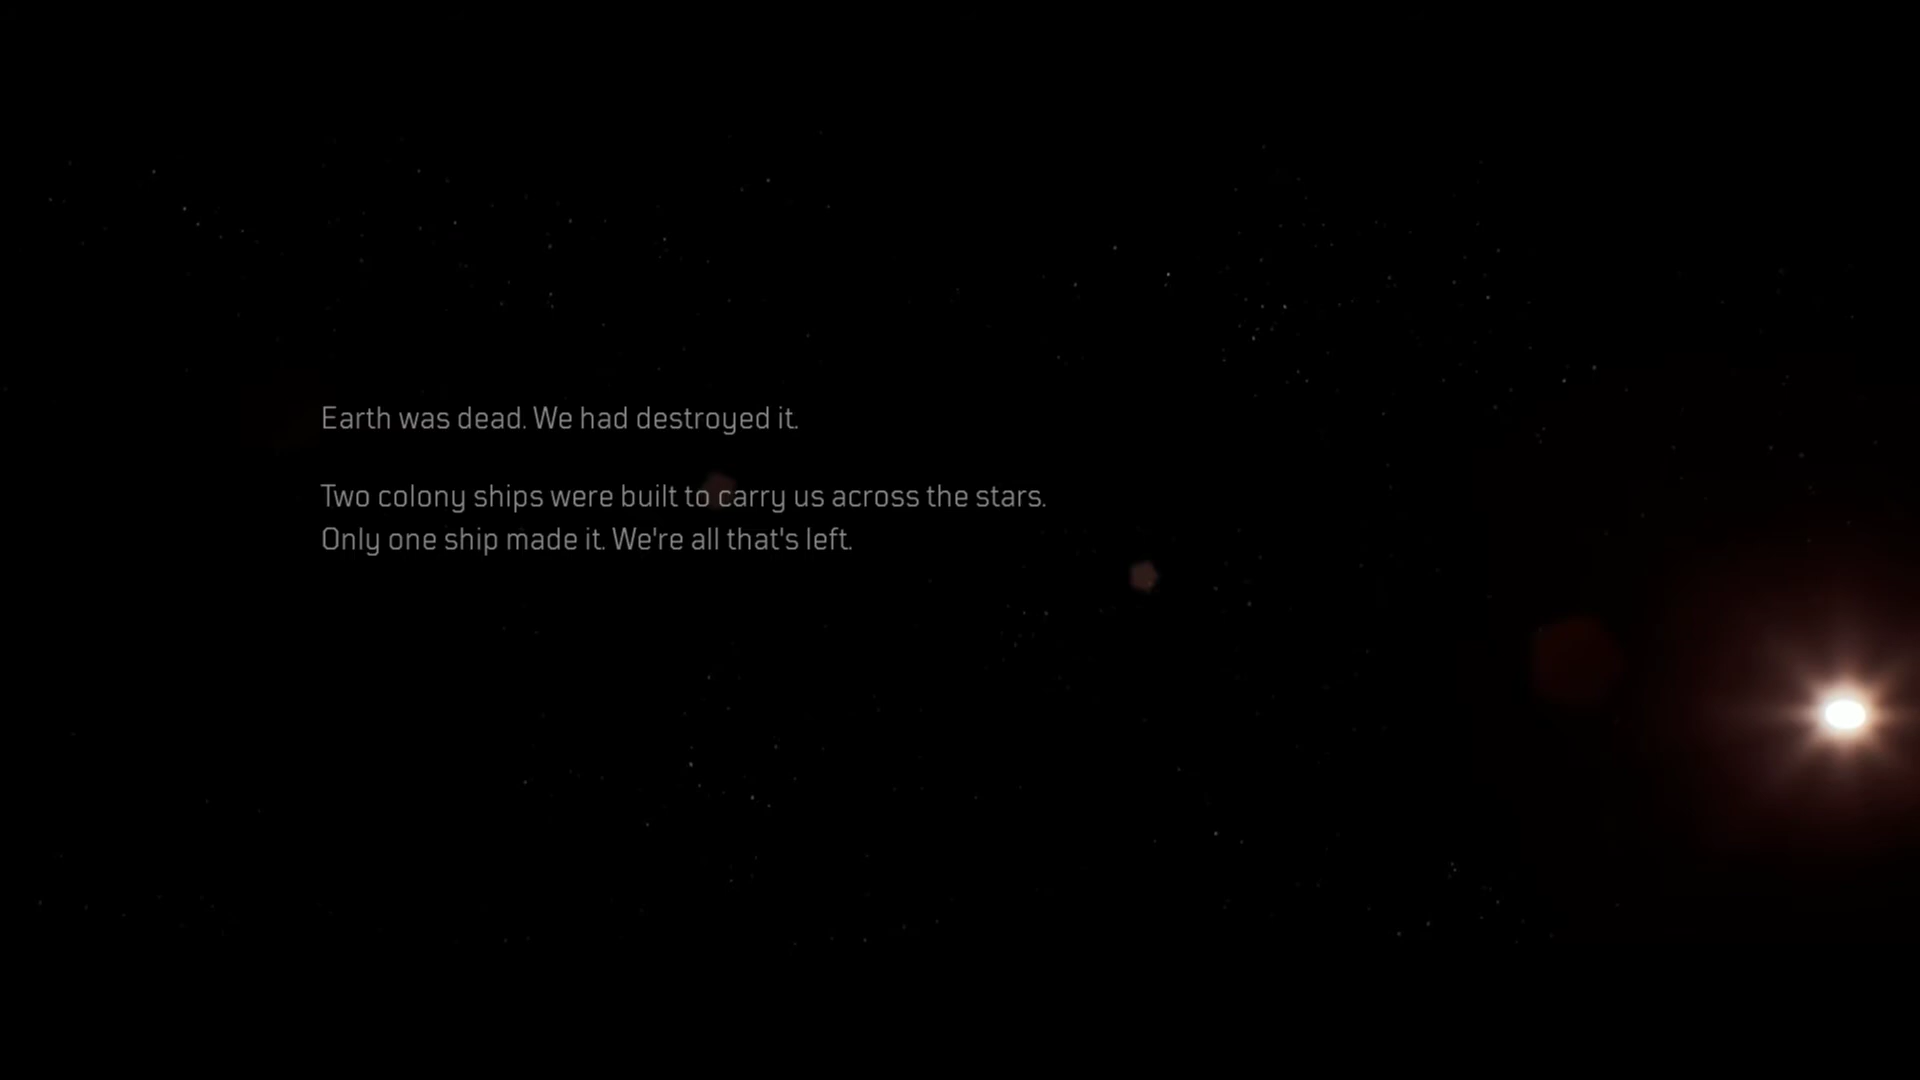 Earth was dead. We had destroyed it.
Two colony ships were built to carry us across the stars.
Only one ship made it. We're all that's left.